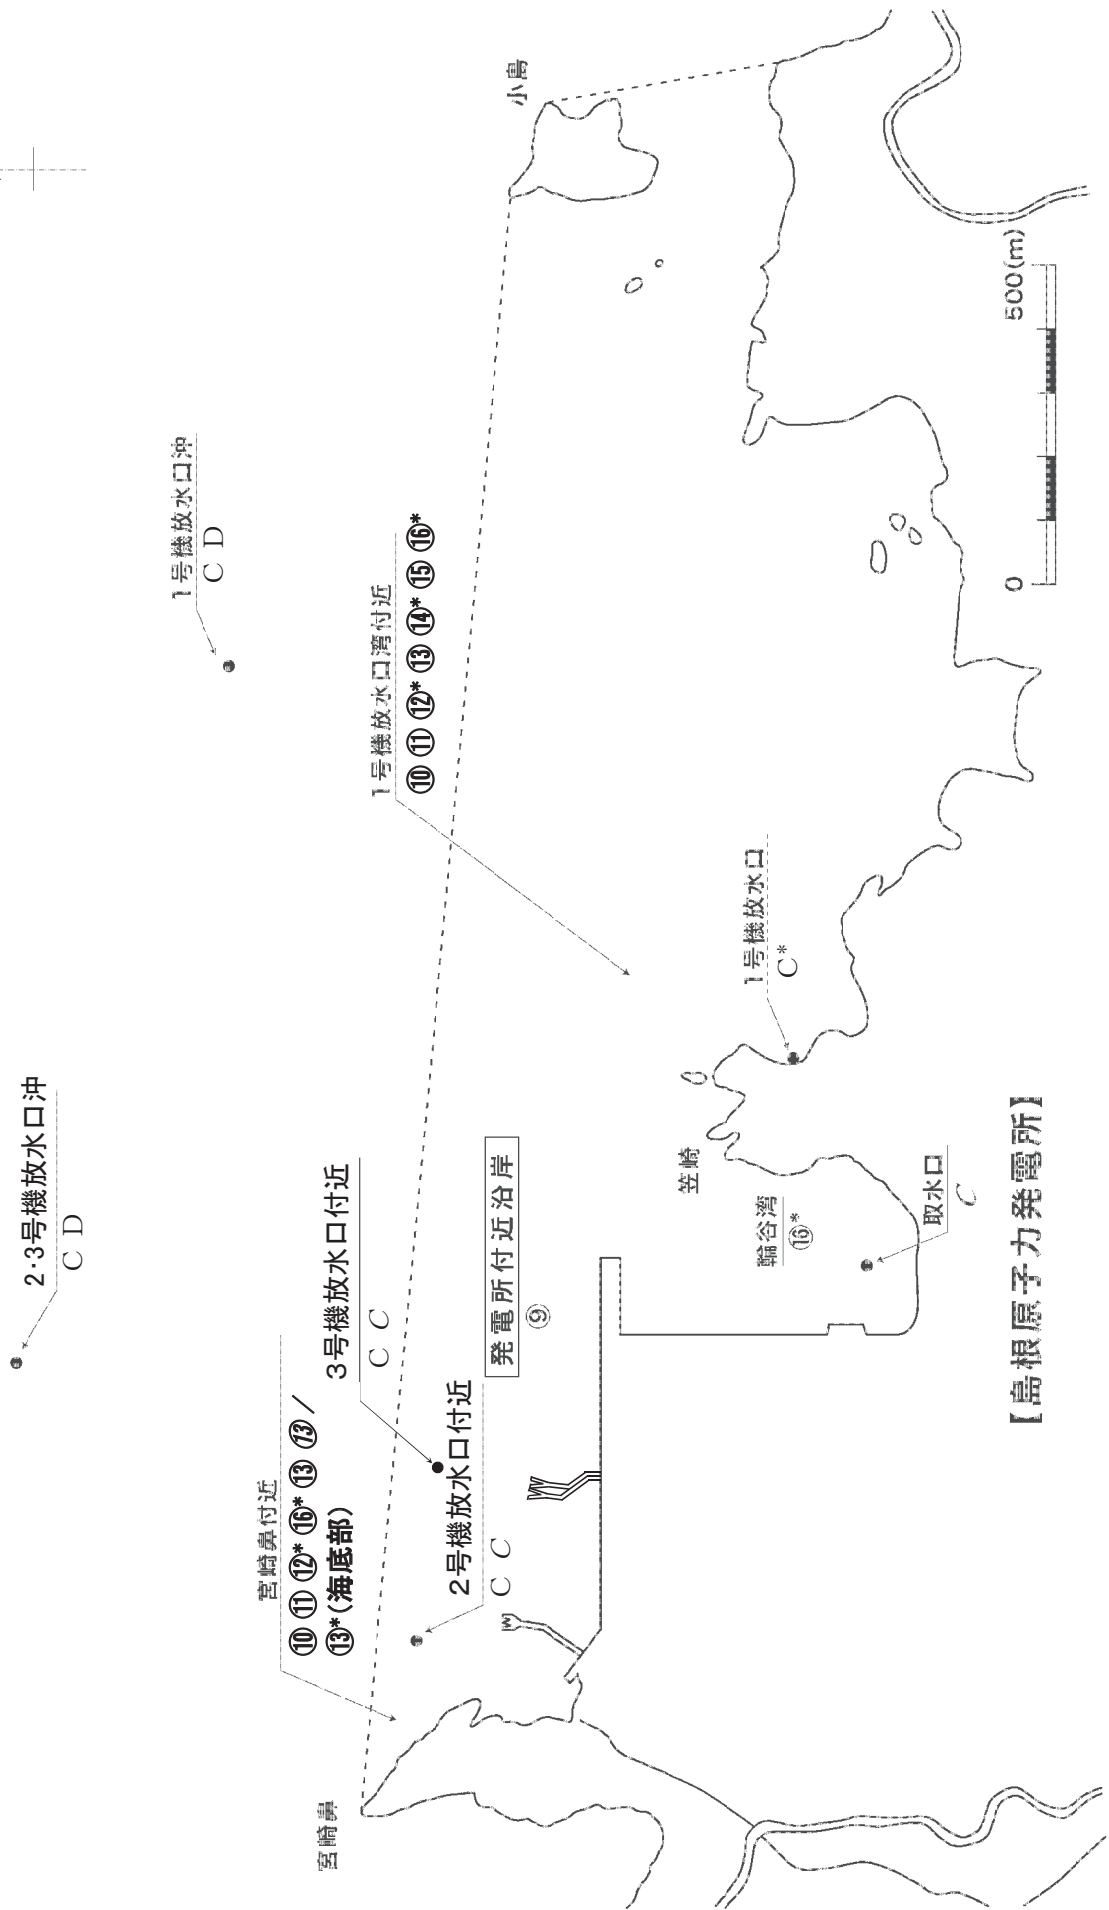 小島
1号機放水口沖
C D
1号機放水口湾付近
⑩ ⑪ ⑫* ⑬ ⑭* ⑮ ⑯*
2・3号機放水口沖
C D
宮崎鼻付近
⑩ ⑪ ⑫* ⑯* ⑬ ⑬ /
⑬*(海底部)
宮崎鼻
3号機放水口付近
C C
2号機放水口付近
C C
発電所付近沿岸
⑨
笠崎
1号機放水口
C*
輪谷湾
⑯*
取水口
C
【島根原子力発電所】
0
500(m)